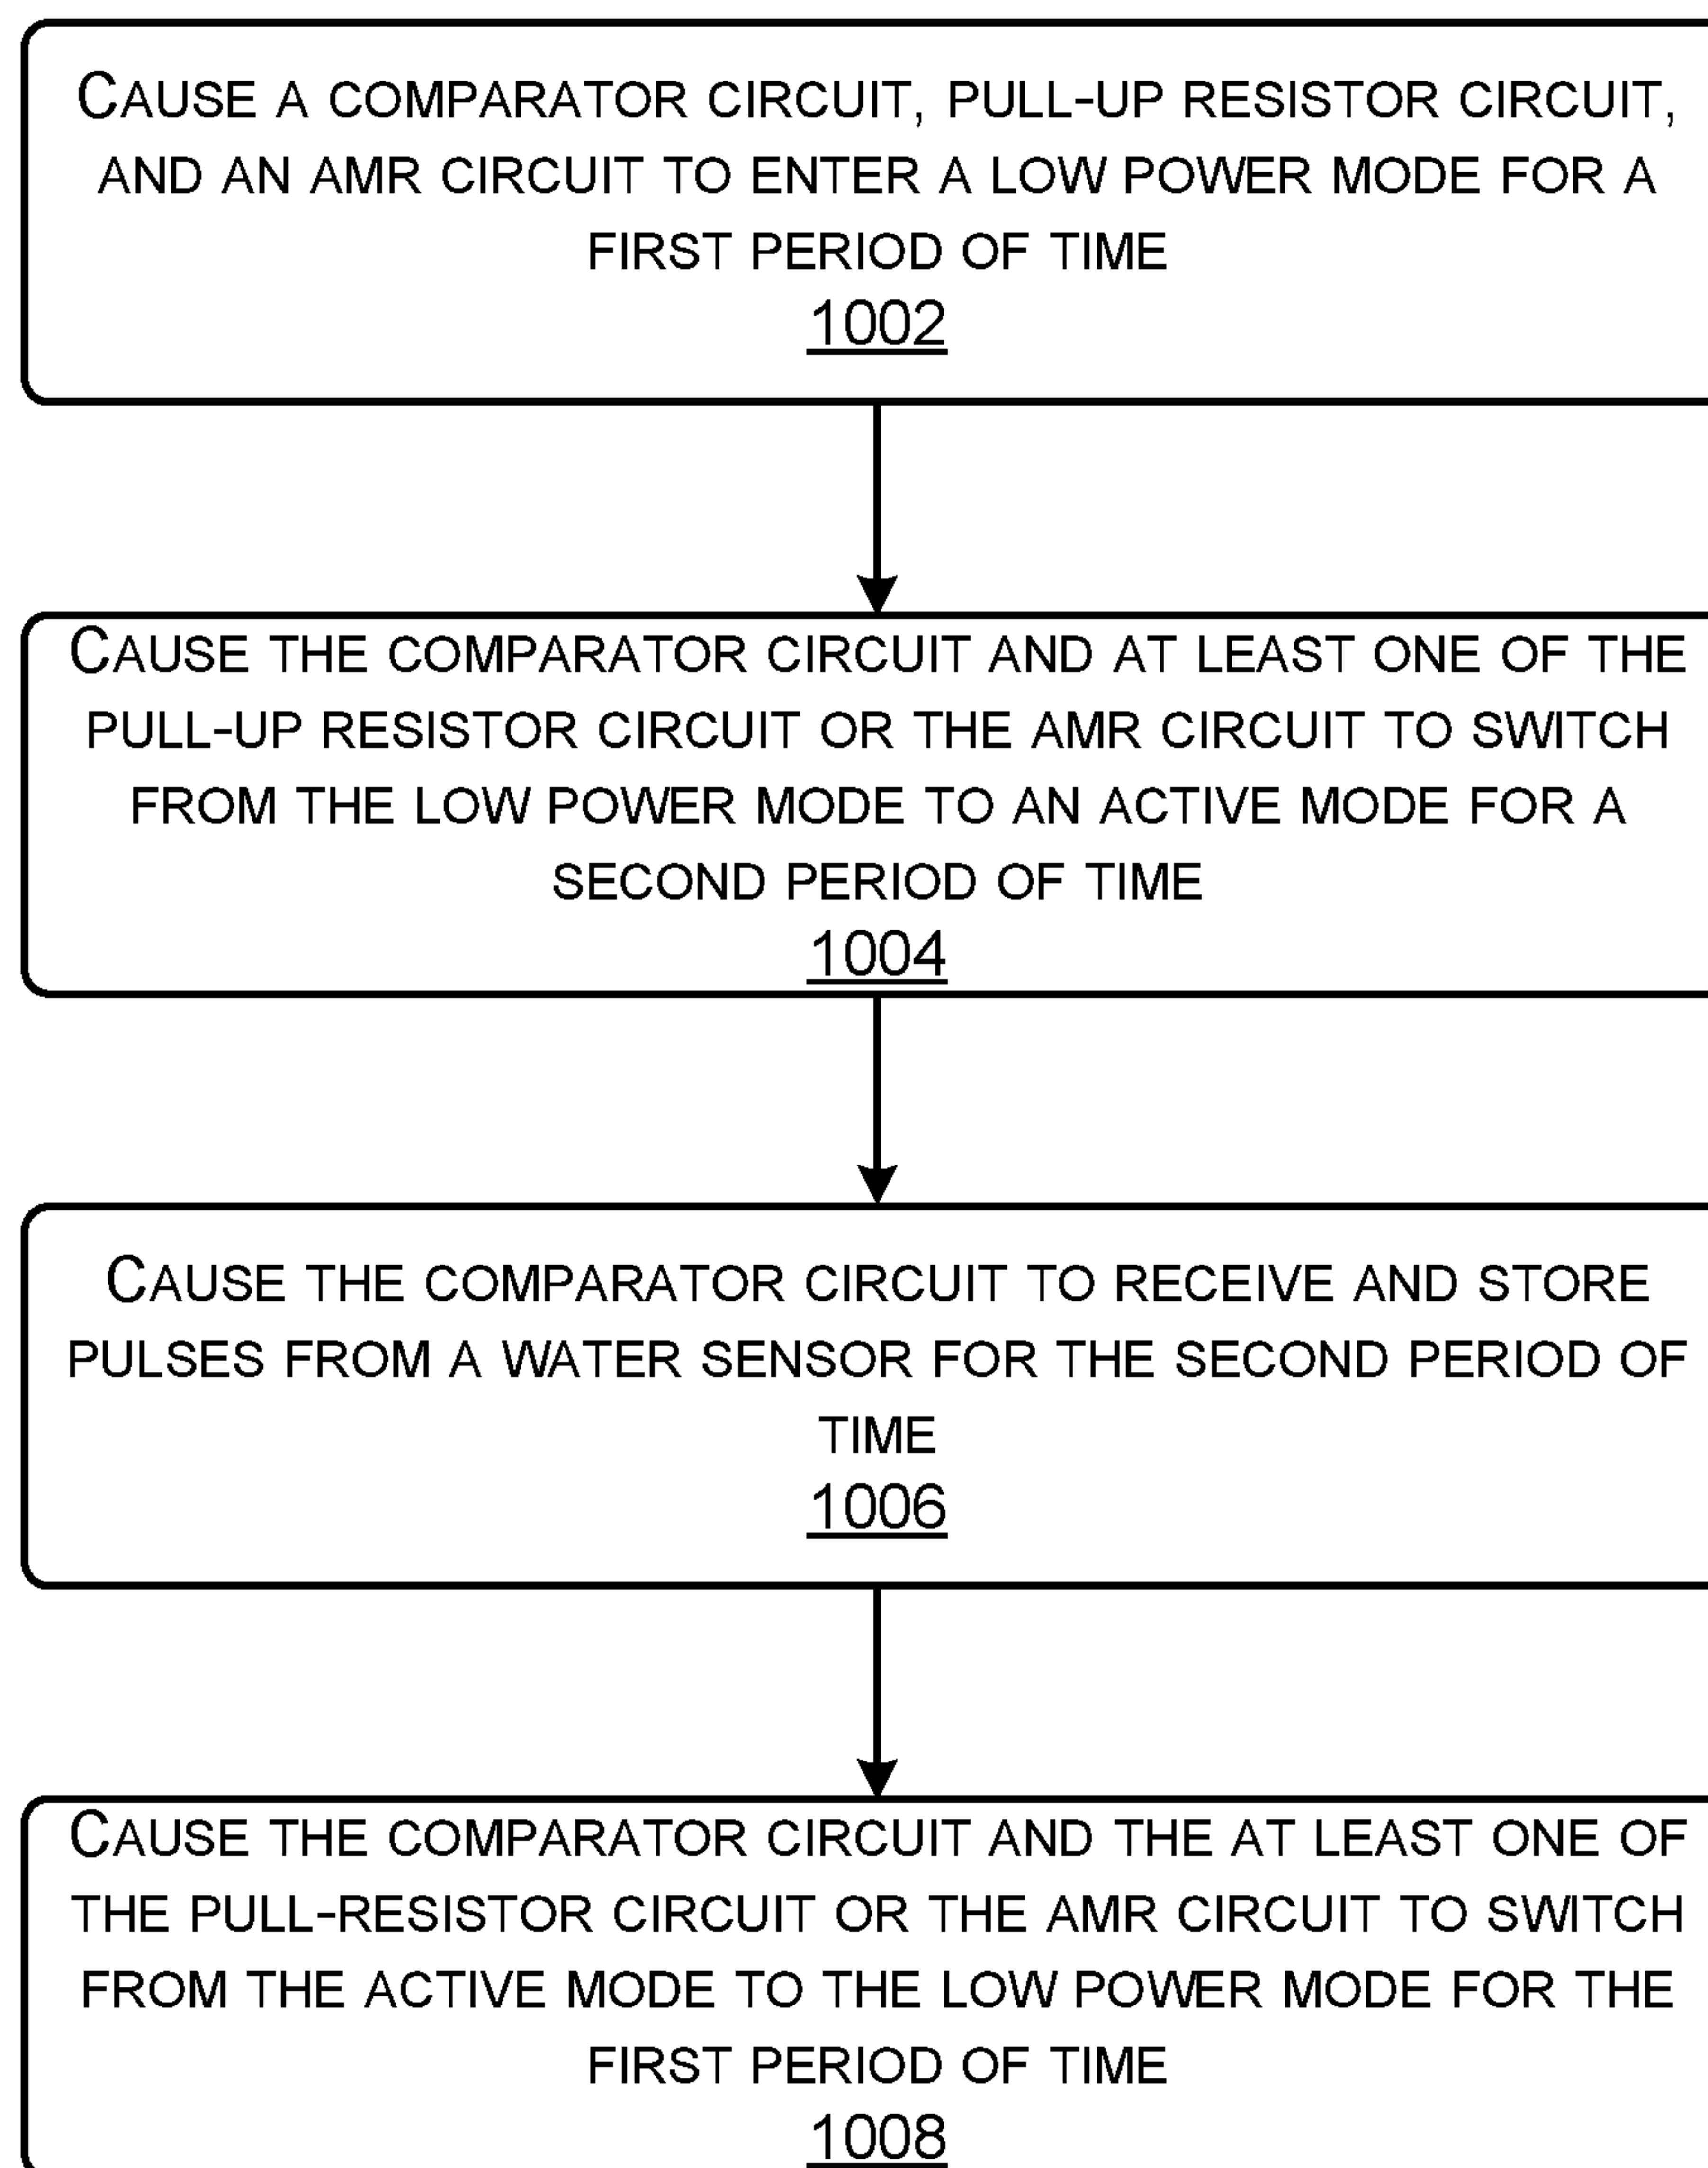 CAUSE A COMPARATOR CIRCUIT, PULL-UP RESISTOR CIRCUIT,
AND AN AMR CIRCUIT TO ENTER A LOW POWER MODE FOR A
FIRST PERIOD OF TIME
1002
CAUSE THE COMPARATOR CIRCUIT AND AT LEAST ONE OF THE
PULL-UP RESISTOR CIRCUIT OR THE AMR CIRCUIT TO SWITCH
FROM THE LOW POWER MODE TO AN ACTIVE MODE FOR A
SECOND PERIOD OF TIME
1004
CAUSE THE COMPARATOR CIRCUIT TO RECEIVE AND STORE
PULSES FROM A WATER SENSOR FOR THE SECOND PERIOD OF
TIME
1006
CAUSE THE COMPARATOR CIRCUIT AND THE AT LEAST ONE OF
THE PULL-RESISTOR CIRCUIT OR THE AMR CIRCUIT TO SWITCH
FROM THE ACTIVE MODE TO THE LOW POWER MODE FOR THE
FIRST PERIOD OF TIME
1008